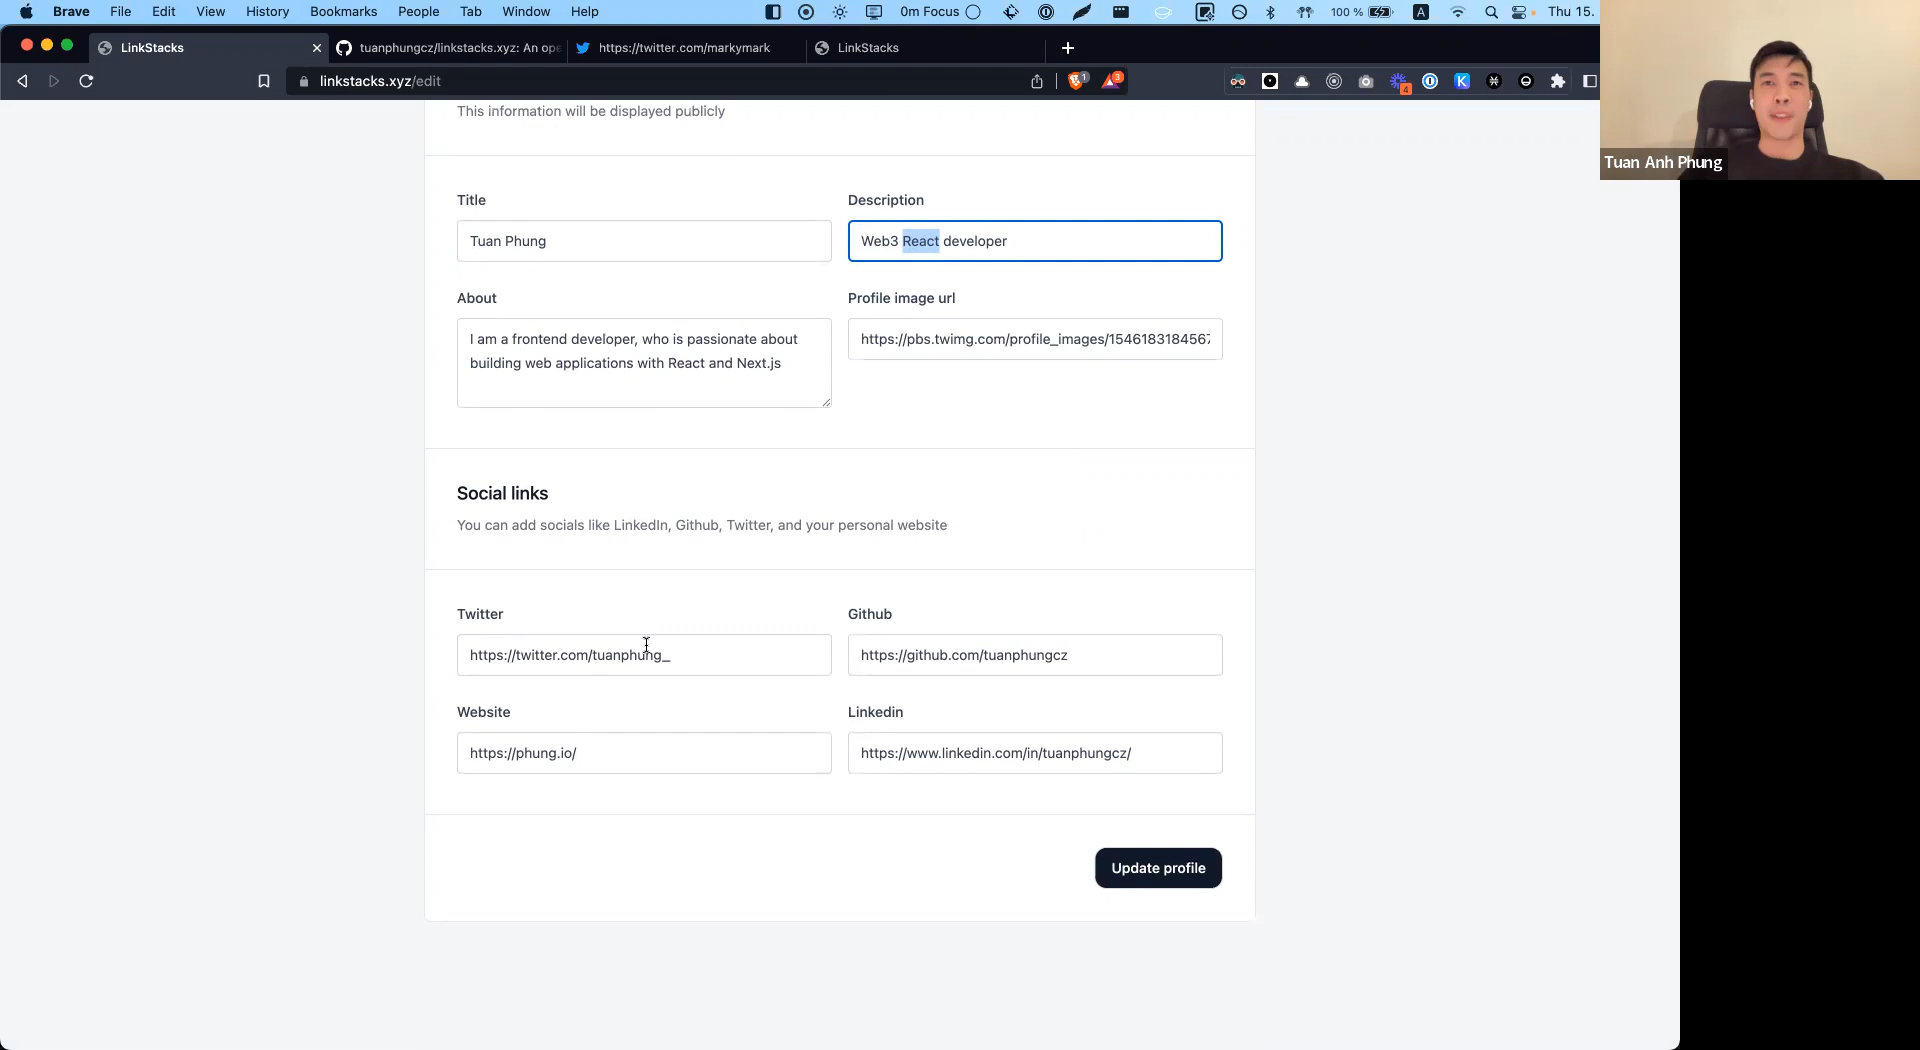 Brave File Edit View History Bookmarks People Tab Window Help 0m Focus 100 % A Thu 15.
LinkStacks tuanphungcz/linkstacks.xyz: An ope https://twitter.com/markymark LinkStacks
linkstacks.xyz/edit 1 3 4 K
Tuan Anh Phung
This information will be displayed publicly
Title Description
Tuan Phung Web3 React developer
About Profile image url
I am a frontend developer, who is passionate about https://pbs.twimg.com/profile_images/1546183184567
building web applications with React and Next.js
Social links
You can add socials like LinkedIn, Github, Twitter, and your personal website
Twitter Github
https://twitter.com/tuanphung_ https://github.com/tuanphungcz
Website Linkedin
https://phung.io/ https://www.linkedin.com/in/tuanphungcz/
Update profile